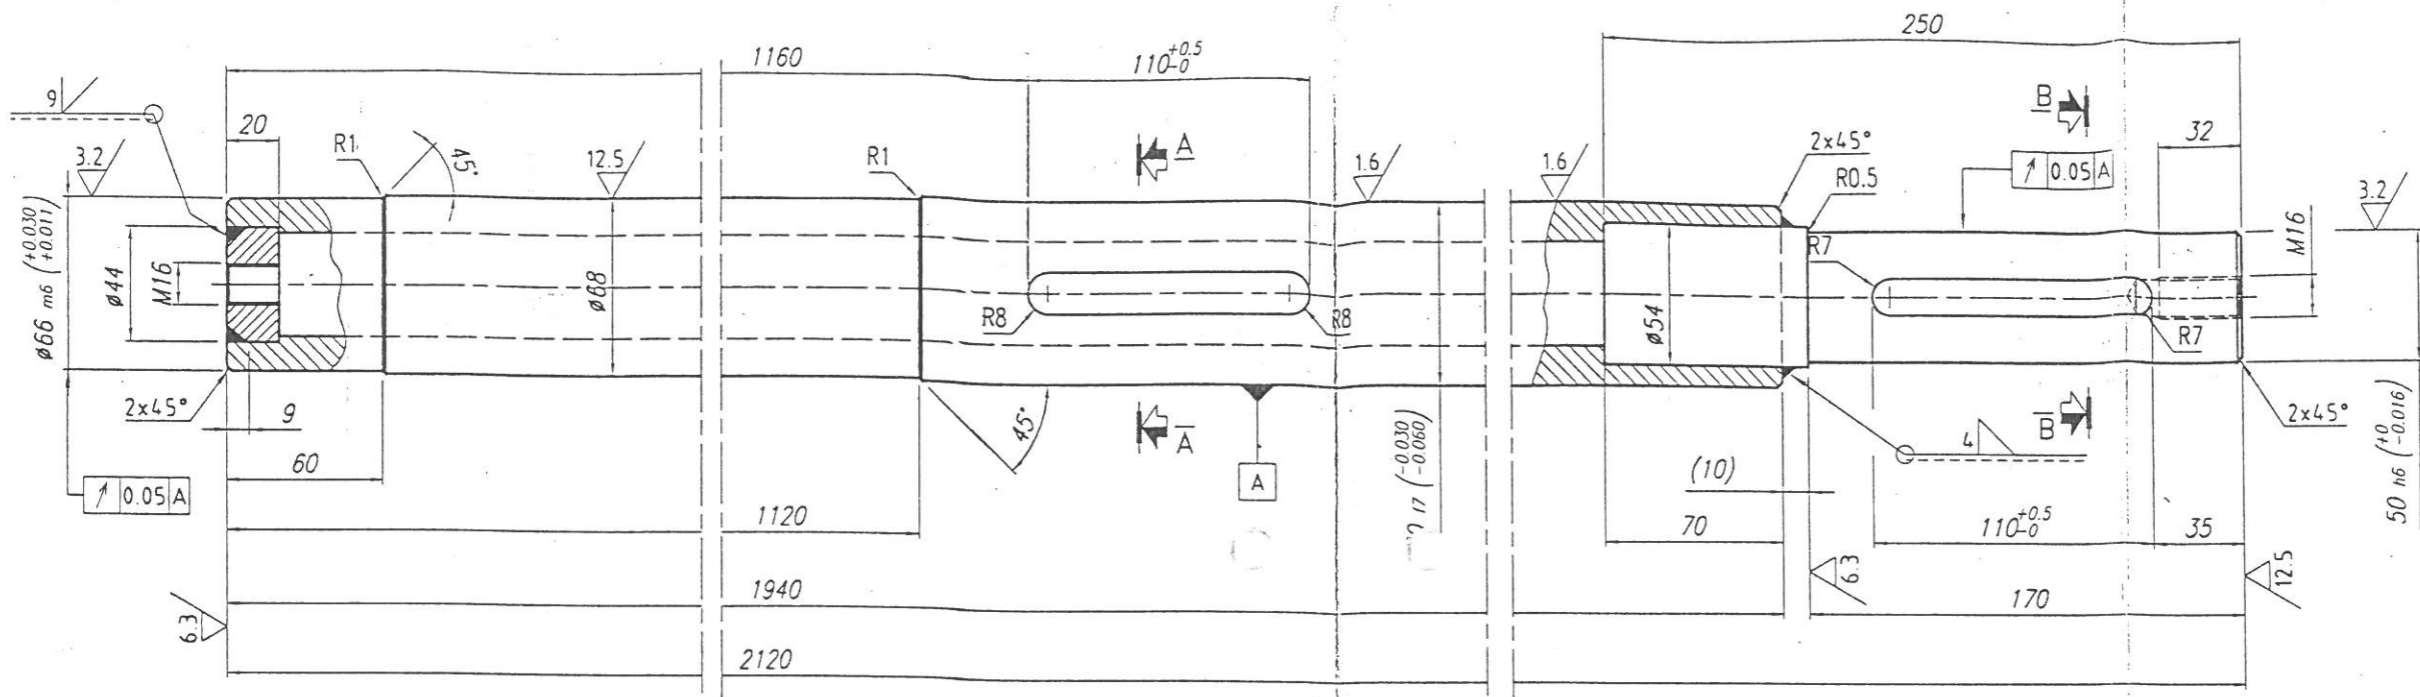 250
1160
110 +0.5 -0
9
20
B
32
3.2
R1
45°
12.5
R1
A
1.6
1.6
2x45°
R0.5
0.05 A
3.2
ø66 m6 (+0.030 +0.011)
ø44
M16
ø68
R8
R8
ø54
R7
R7
M16
2x45°
9
45°
A
(-0.030 -0.060)
4
B
2x45°
50 h6 (+0 -0.016)
60
0.05 A
A
(10)
1120
70
110 +0.5 -0
35
6.3
12.5
1940
170
6.3
2120